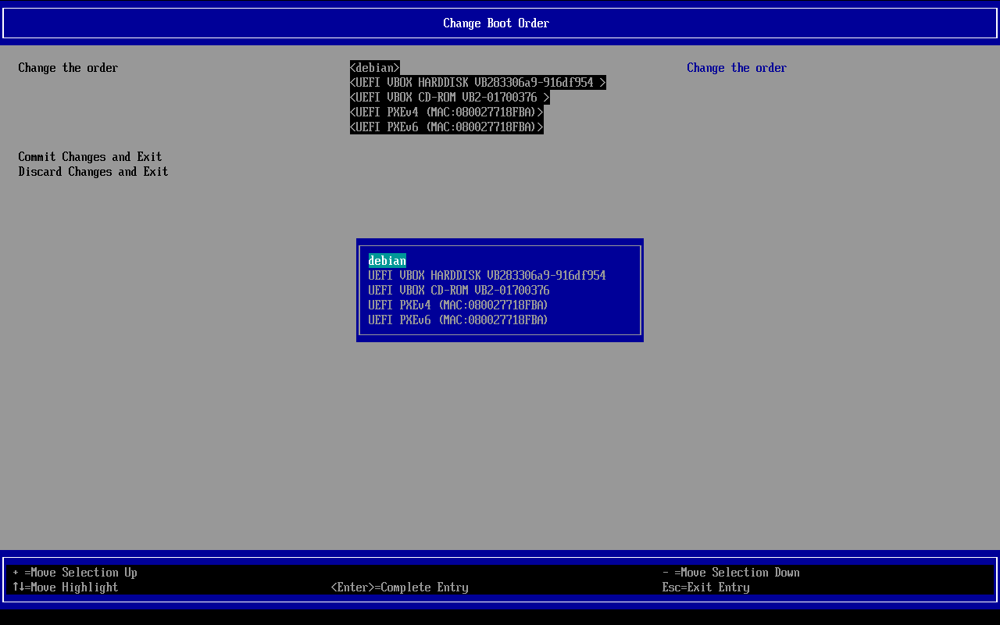 Change Boot Order
Change the order <debian> Change the order
<UEFI VBOX HARDDISK VB283306a9-916df954 >
<UEFI VBOX CD-ROM VB2-01700376 >
<UEFI PXEv4 (MAC:080027718FBA)>
<UEFI PXEv6 (MAC:080027718FBA)>
Commit Changes and Exit
Discard Changes and Exit
debian
UEFI VBOX HARDDISK VB283306a9-916df954
UEFI VBOX CD-ROM VB2-01700376
UEFI PXEv4 (MAC:080027718FBA)
UEFI PXEv6 (MAC:080027718FBA)
+ =Move Selection Up - =Move Selection Down
↑↓=Move Highlight <Enter>=Complete Entry Esc=Exit Entry